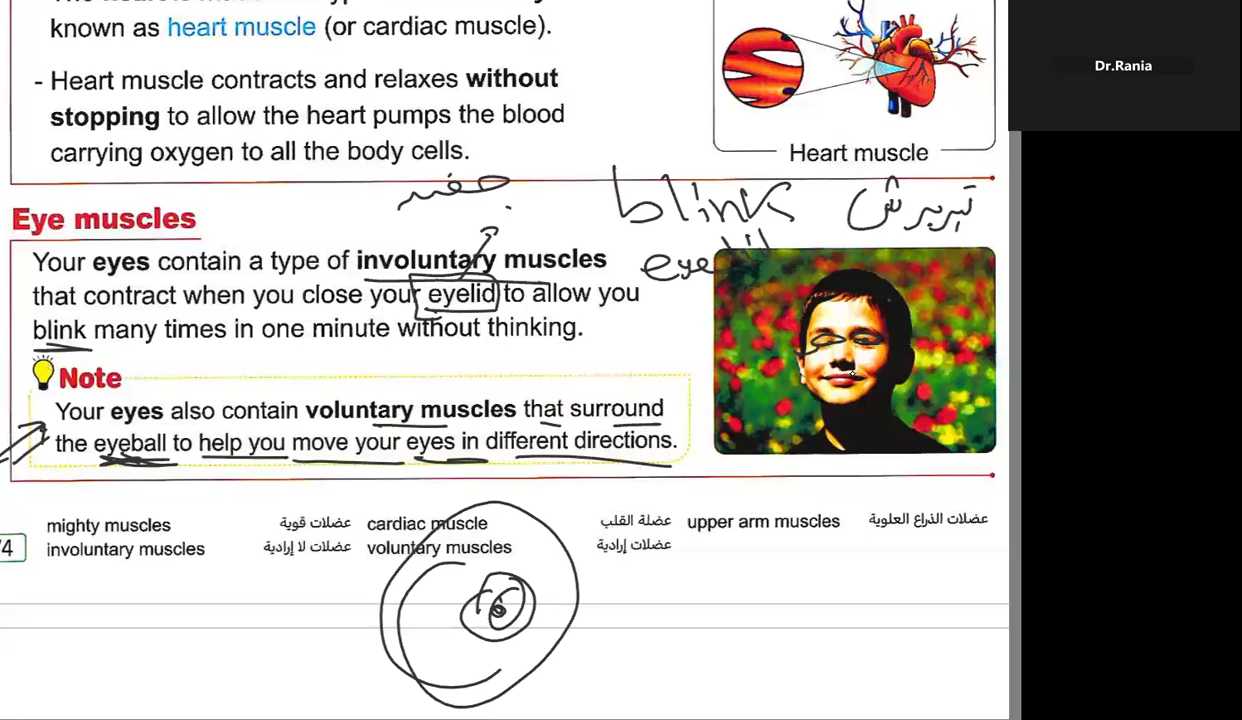 known as heart muscle (or cardiac muscle).
- Heart muscle contracts and relaxes without
stopping to allow the heart pumps the blood
carrying oxygen to all the body cells.
Heart muscle
Dr.Rania
جفن
blink تبربش
eyelid
Eye muscles
Your eyes contain a type of involuntary muscles
that contract when you close your eyelid to allow you
blink many times in one minute without thinking.
Note
Your eyes also contain voluntary muscles that surround
the eyeball to help you move your eyes in different directions.
mighty muscles عضلات قوية cardiac muscle عضلة القلب upper arm muscles عضلات الذراع العلوية
involuntary muscles عضلات لا إرادية voluntary muscles عضلات إرادية